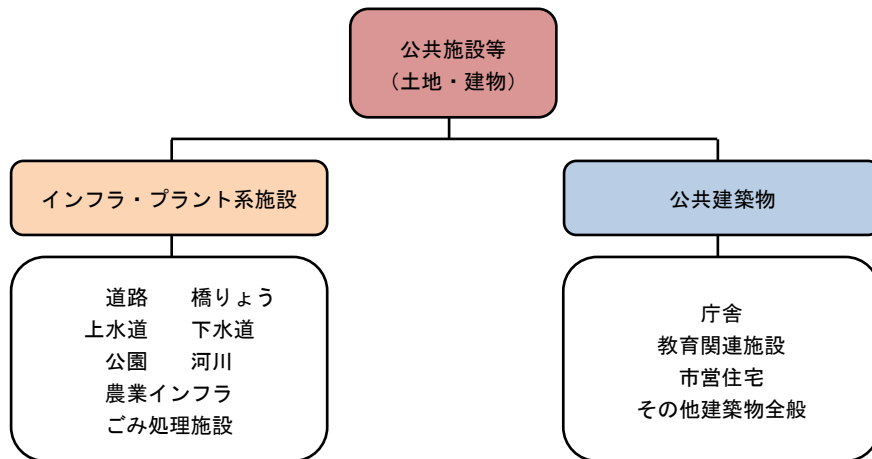 公共施設等
（土地・建物）
インフラ・プラント系施設
公共建築物
道路　橋りょう
上水道　下水道
公園　河川
農業インフラ
ごみ処理施設
庁舎
教育関連施設
市営住宅
その他建築物全般